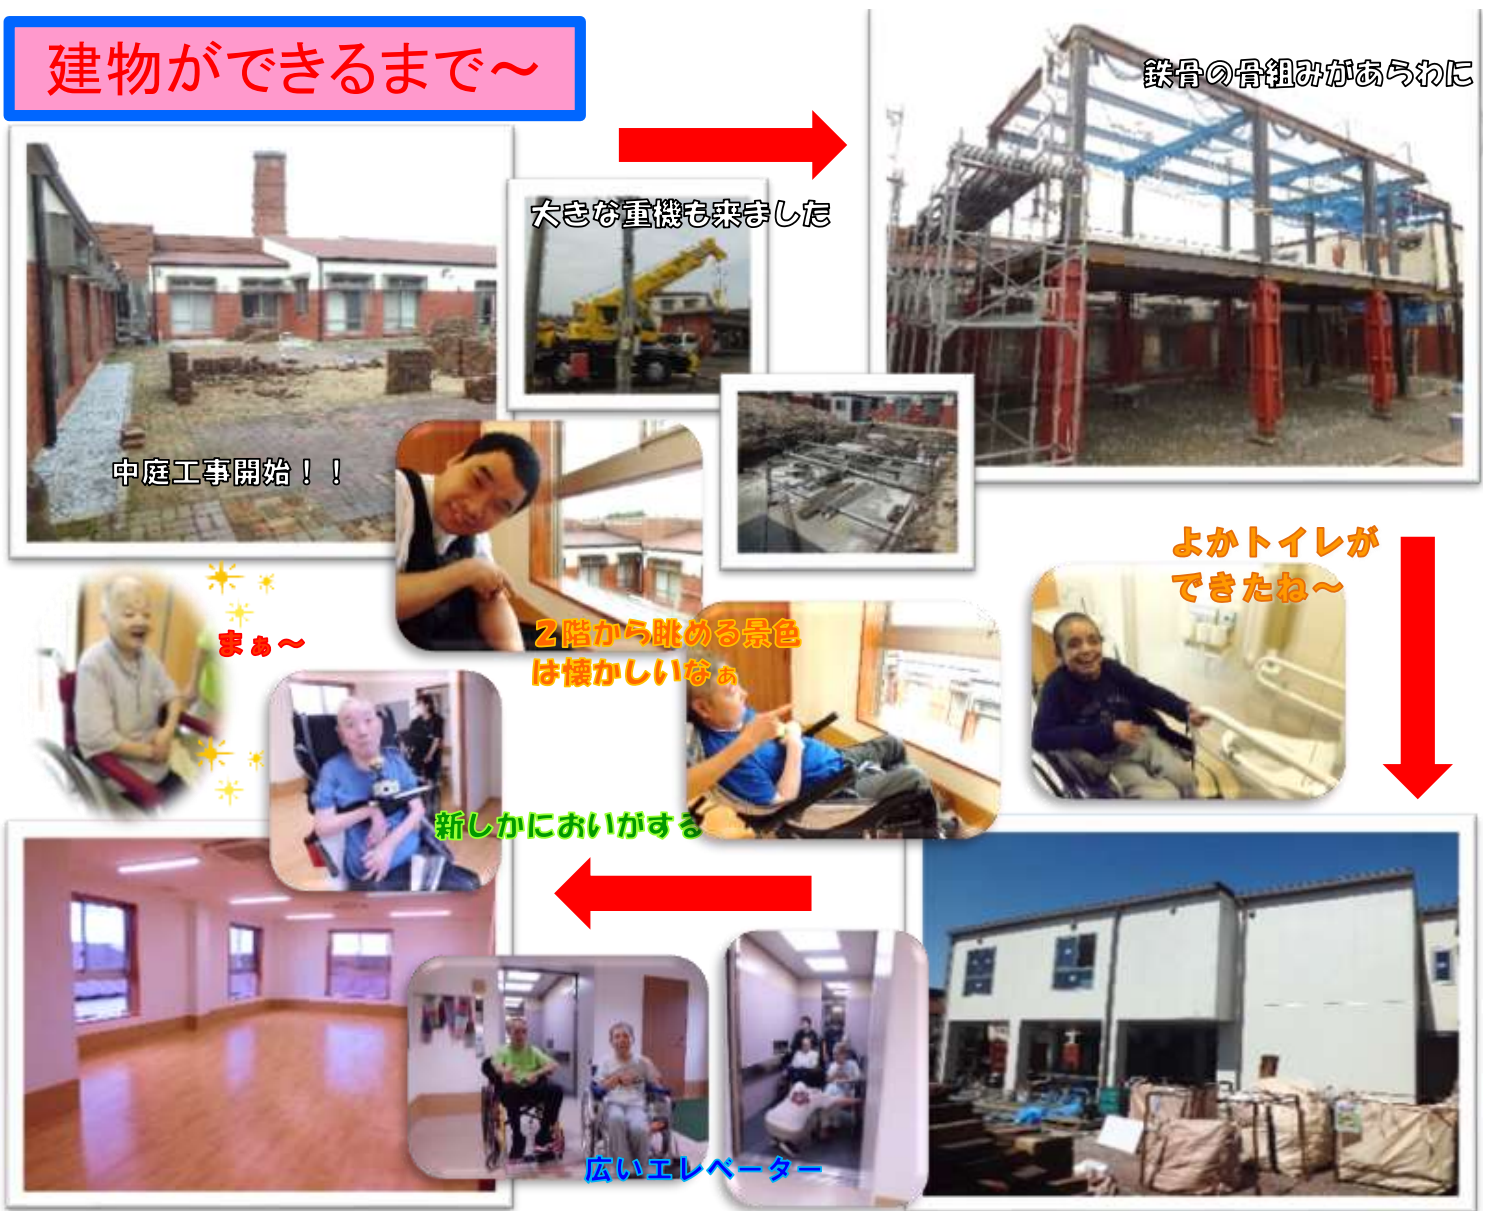 建物ができるまで～
鉄骨の骨組みがあらわに
大きな重機も来ました
中庭工事開始！！
よかトイレが
できたね～
まぁ～
２階から眺める景色
は懐かしいなぁ
新しかにおいがする
広いエレベーター